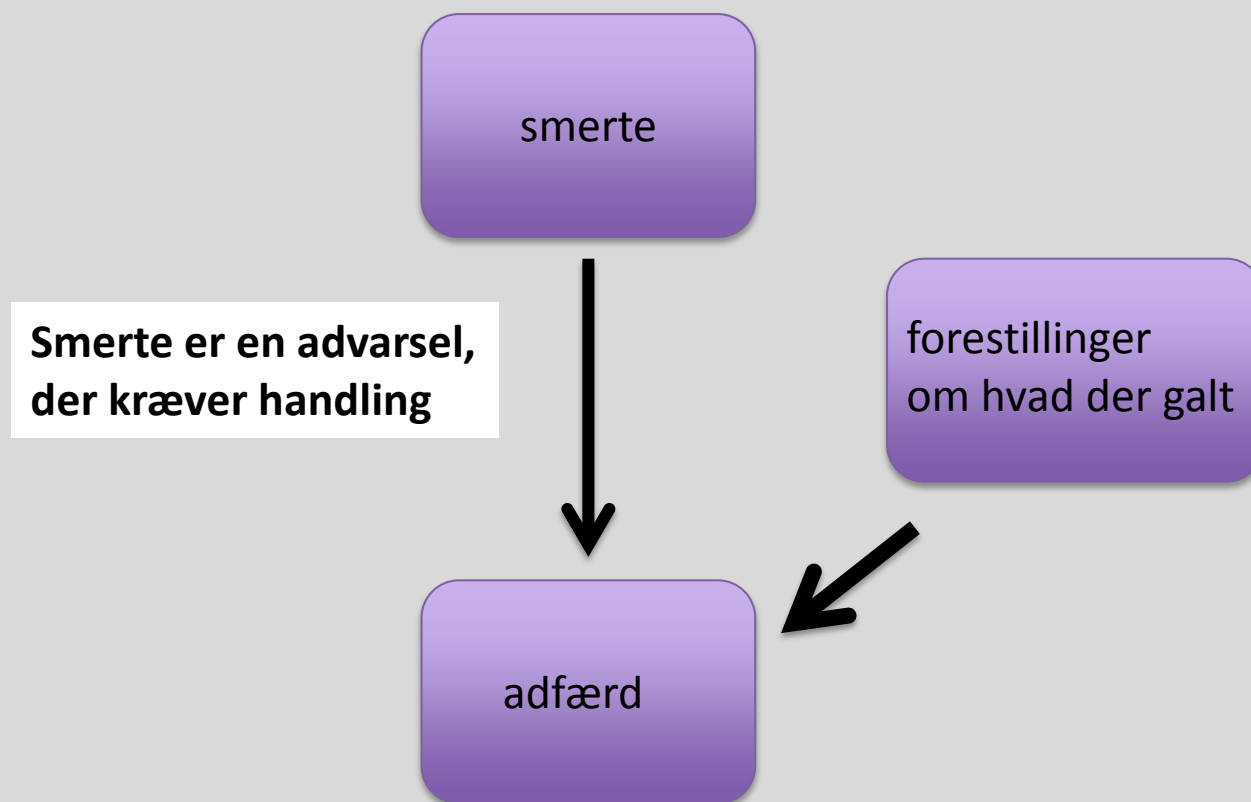 smerte
Smerte er en advarsel,
der kræver handling
forestillinger
om hvad der galt
adfærd